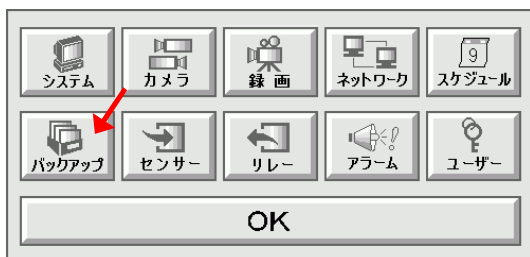 システム
カメラ
録画
ネットワーク
9
スケジュール
バックアップ
センサー
リレー
アラーム
ユーザー
OK